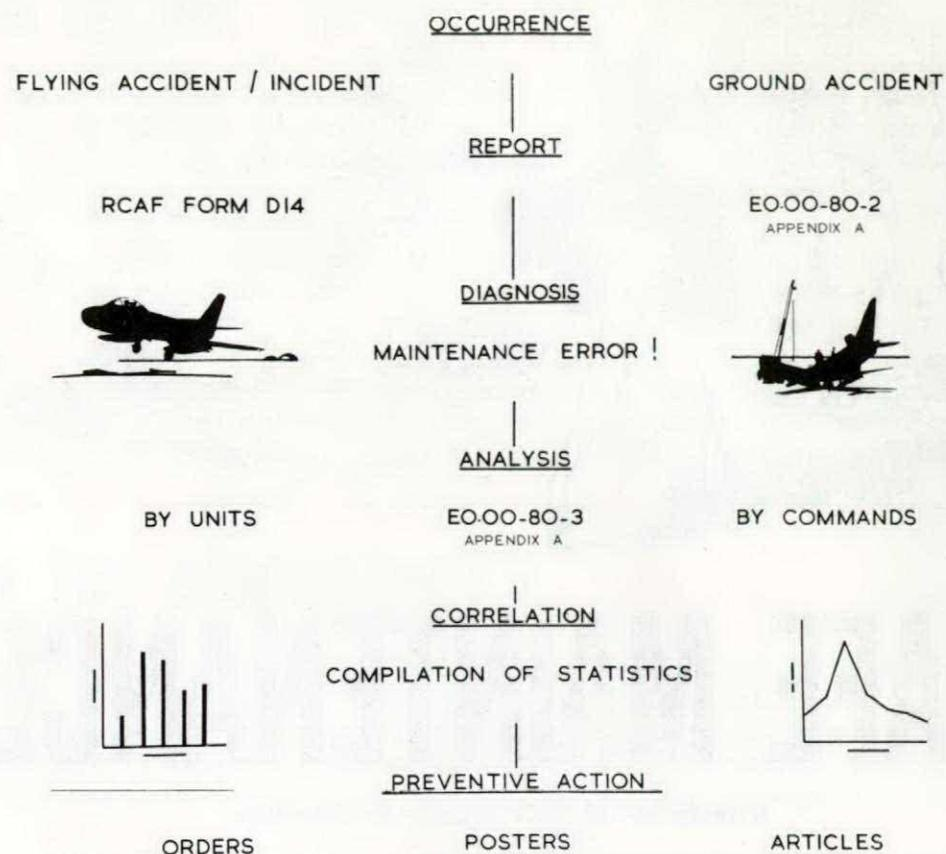 OCCURRENCE
FLYING ACCIDENT / INCIDENT
GROUND ACCIDENT
REPORT
RCAF FORM D14
EO-00-80-2
APPENDIX A
DIAGNOSIS
MAINTENANCE ERROR !
ANALYSIS
BY UNITS
EO-00-80-3
APPENDIX A
BY COMMANDS
CORRELATION
COMPILATION OF STATISTICS
PREVENTIVE ACTION
ORDERS
POSTERS
ARTICLES